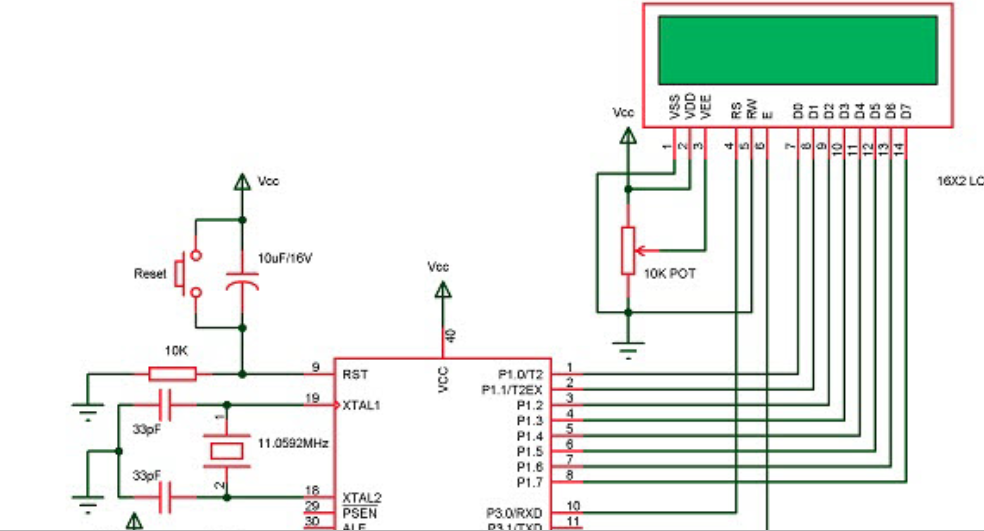 VSS
VDD
VEE
RS
RW
E
D0
D1
D2
D3
D4
D5
D6
D7
1
2
3
4
5
6
7
8
9
10
11
12
13
14
Vcc
16X2
10K POT
Vcc
Reset
10uF/16V
Vcc
40
VCC
10K
9
RST
19
XTAL1
33pF
1
11.0592MHz
33pF
2
18
XTAL2
29
PSEN
30
ALE
P1.0/T2
1
P1.1/T2EX
2
P1.2
3
P1.3
4
P1.4
5
P1.5
6
P1.6
7
P1.7
8
P3.0/RXD
10
P3.1/TXD
11